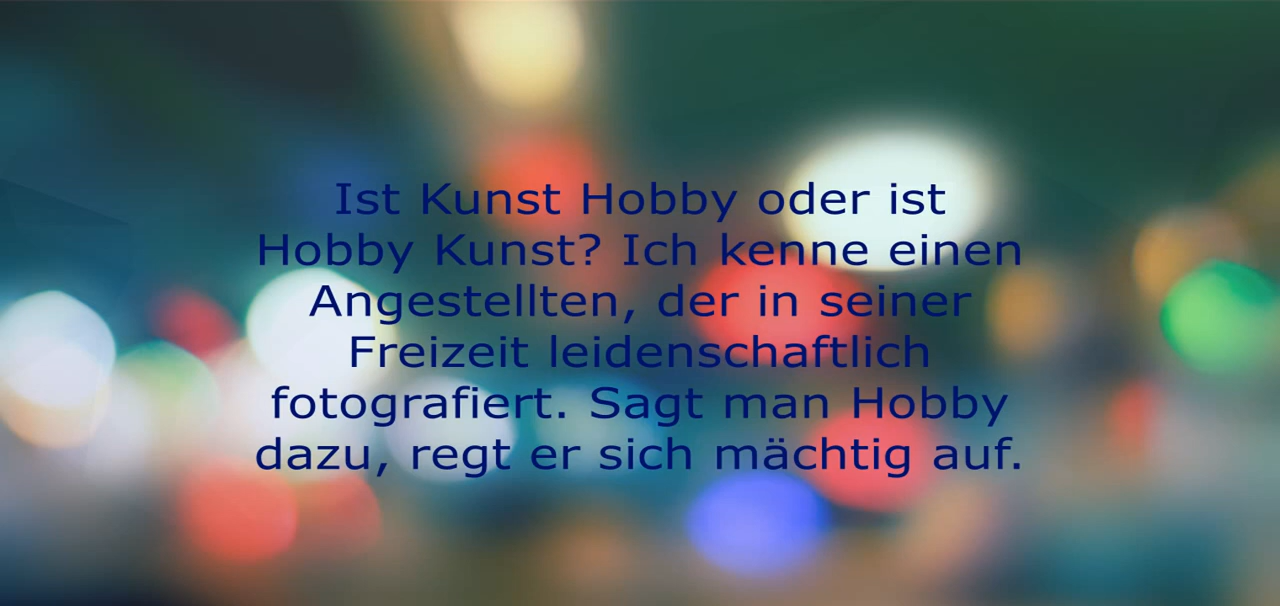 Ist Kunst Hobby oder ist
Hobby Kunst? Ich kenne einen
Angestellten, der in seiner
Freizeit leidenschaftlich
fotografiert. Sagt man Hobby
dazu, regt er sich mächtig auf.